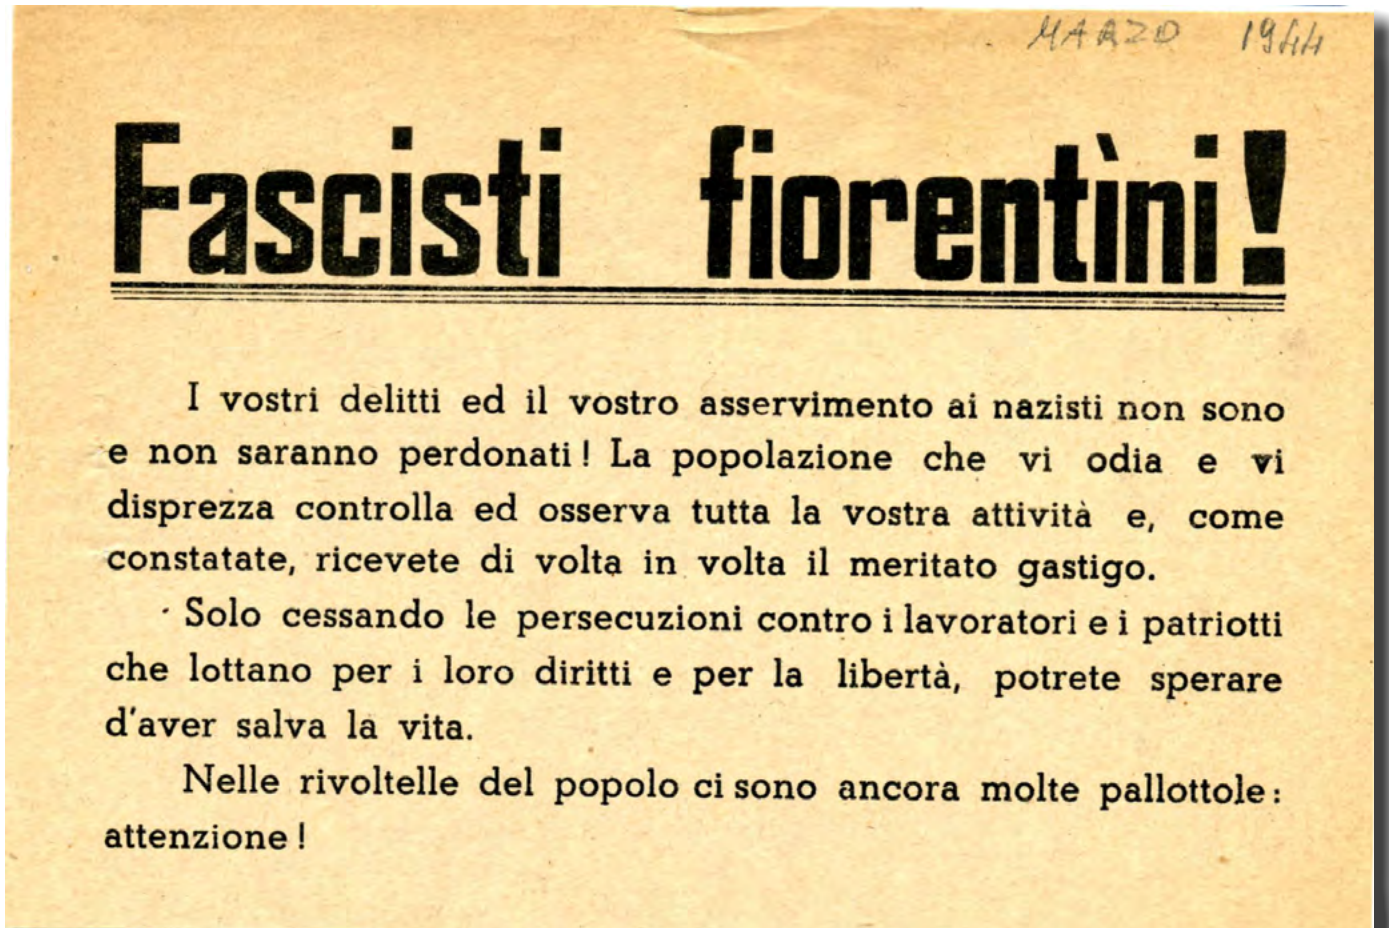 MARZO 1944
Fascisti fiorentìni!
I vostri delitti ed il vostro asservimento ai nazisti non sono
e non saranno perdonati! La popolazione che vi odia e vi
disprezza controlla ed osserva tutta la vostra attività e, come
constatate, ricevete di volta in volta il meritato gastigo.
Solo cessando le persecuzioni contro i lavoratori e i patriotti
che lottano per i loro diritti e per la libertà, potrete sperare
d'aver salva la vita.
Nelle rivoltelle del popolo ci sono ancora molte pallottole:
attenzione!